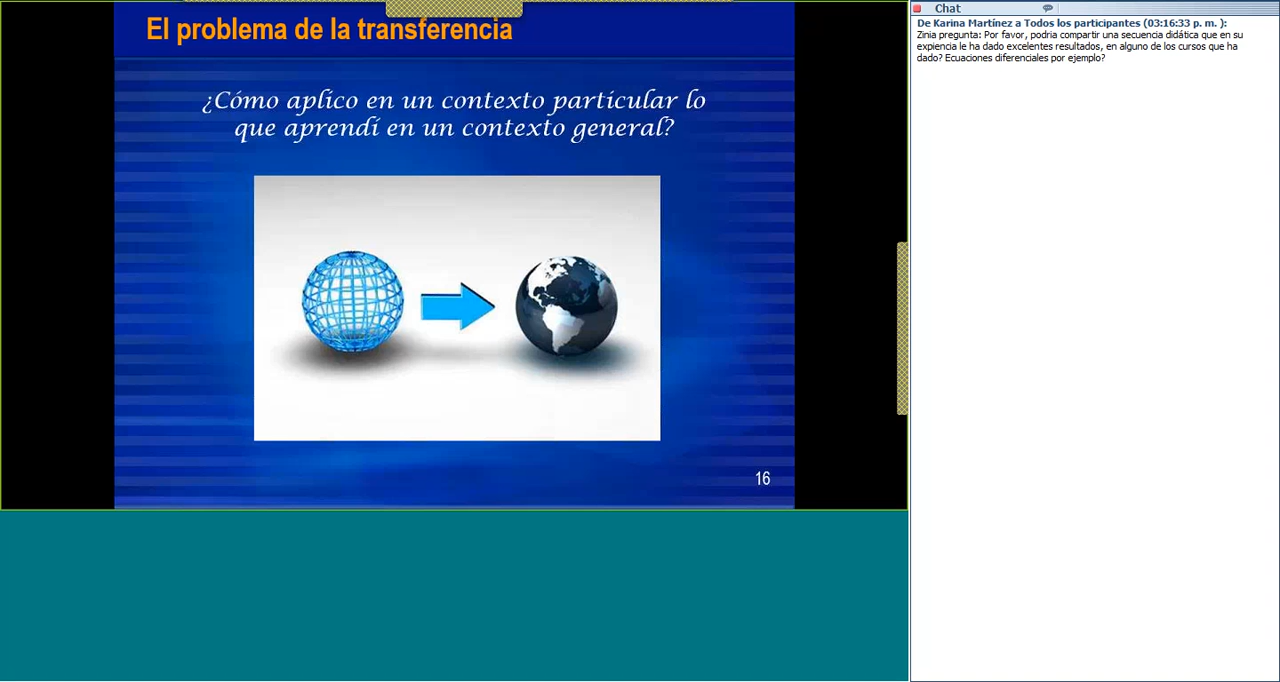 El problema de la transferencia
¿Cómo aplico en un contexto particular lo
que aprendí en un contexto general?
16
Chat
De Karina Martínez a Todos los participantes (03:16:33 p. m. ):
Zinia pregunta: Por favor, podria compartir una secuencia didática que en su
expiencia le ha dado excelentes resultados, en alguno de los cursos que ha
dado? Ecuaciones diferenciales por ejemplo?